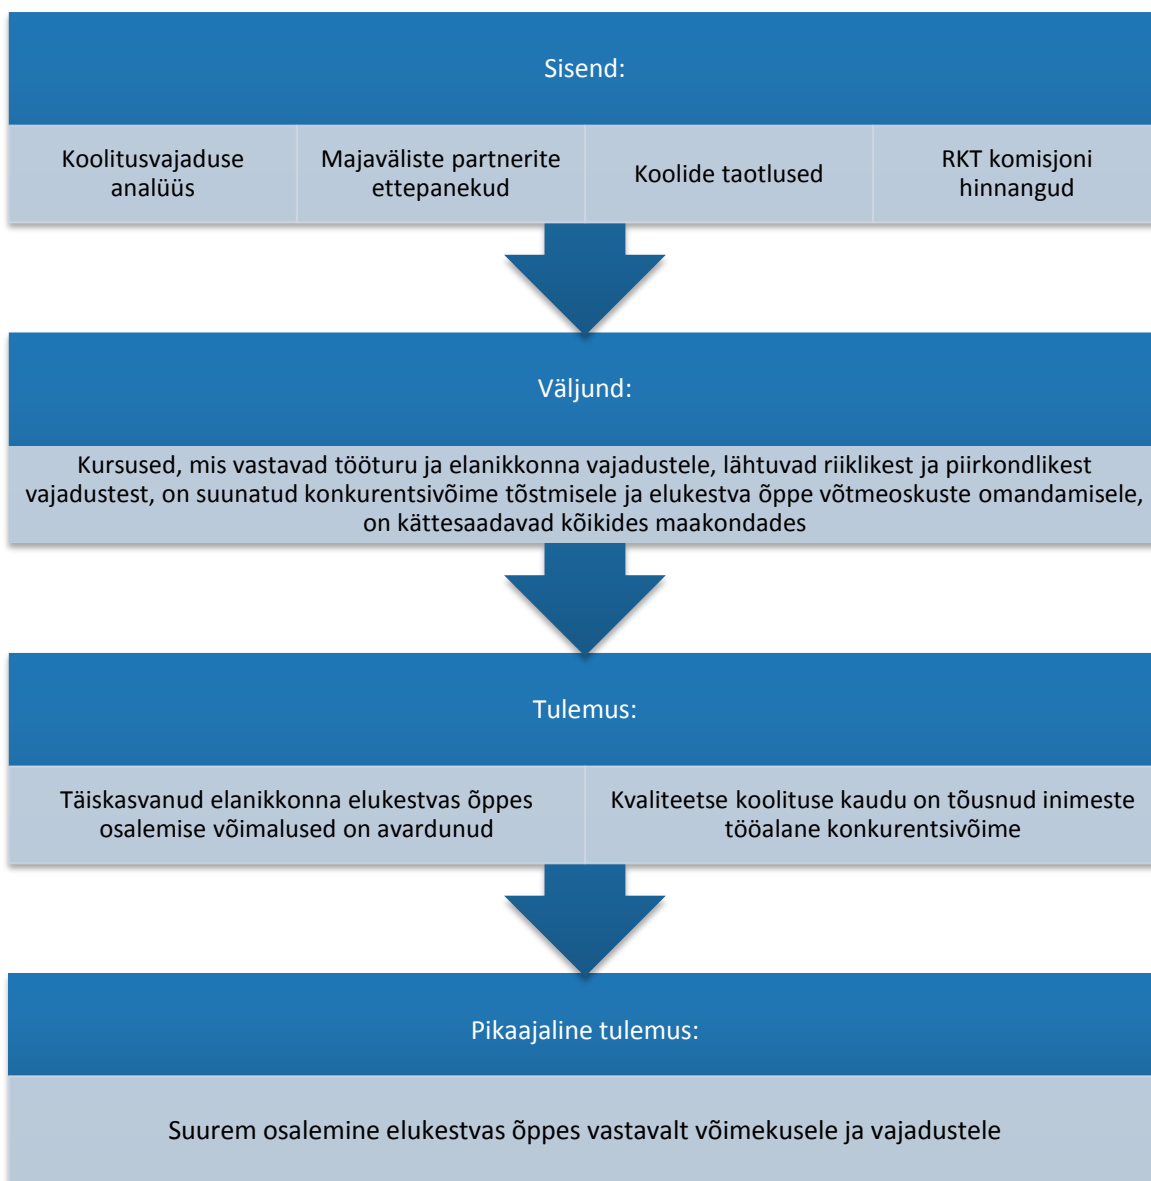 Sisend:
Koolitusvajaduse
analüüs
Majaväliste partnerite
ettepanekud
Koolide taotlused
RKT komisjoni
hinnangud
Väljund:
Kursused, mis vastavad tööturu ja elanikkonna vajadustele, lähtuvad riiklikest ja piirkondlikest
vajadustest, on suunatud konkurentsivõime tõstmisele ja elukestva õppe võtmeoskuste omandamisele,
on kättesaadavad kõikides maakondades
Tulemus:
Täiskasvanud elanikkonna elukestvas õppes
osalemise võimalused on avardunud
Kvaliteetse koolituse kaudu on tõusnud inimeste
tööalane konkurentsivõime
Pikaajaline tulemus:
Suurem osalemine elukestvas õppes vastavalt võimekusele ja vajadustele